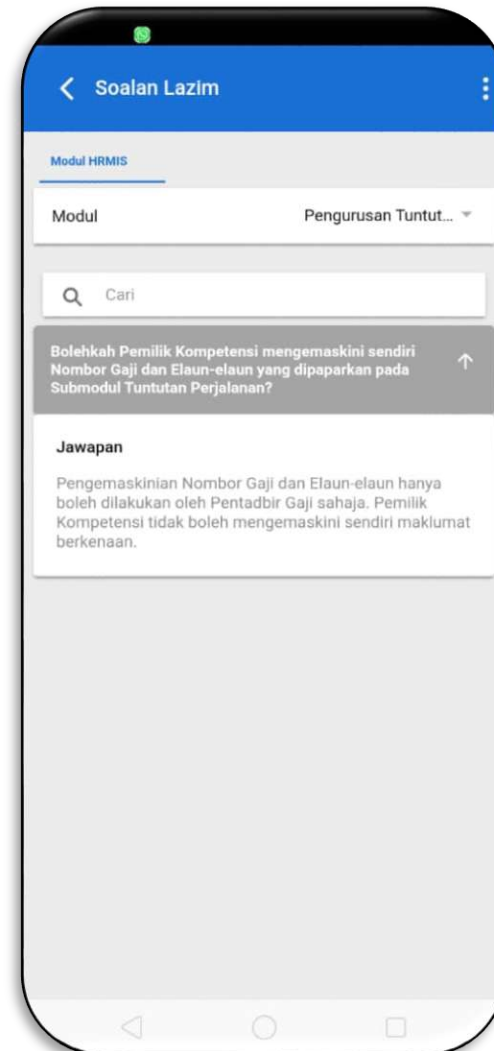 Soalan Lazim
Modul HRMIS
Modul
Pengurusan Tuntut...
Cari
Bolehkah Pemilik Kompetensi mengemaskini sendiri
Nombor Gaji dan Elaun-elaun yang dipaparkan pada
Submodul Tuntutan Perjalanan?
Jawapan
Pengemaskinian Nombor Gaji dan Elaun-elaun hanya
boleh dilakukan oleh Pentadbir Gaji sahaja. Pemilik
Kompetensi tidak boleh mengemaskini sendiri maklumat
berkenaan.